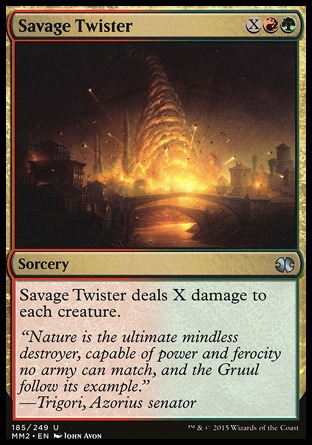 Savage Twister X
Sorcery
Savage Twister deals X damage to
each creature.
“Nature is the ultimate mindless
destroyer, capable of power and ferocity
no army can match, and the Gruul
follow its example.”
—Trigori, Azorius senator
185/249 U
MM2 • EN John Avon
™ & © 2015 Wizards of the Coast